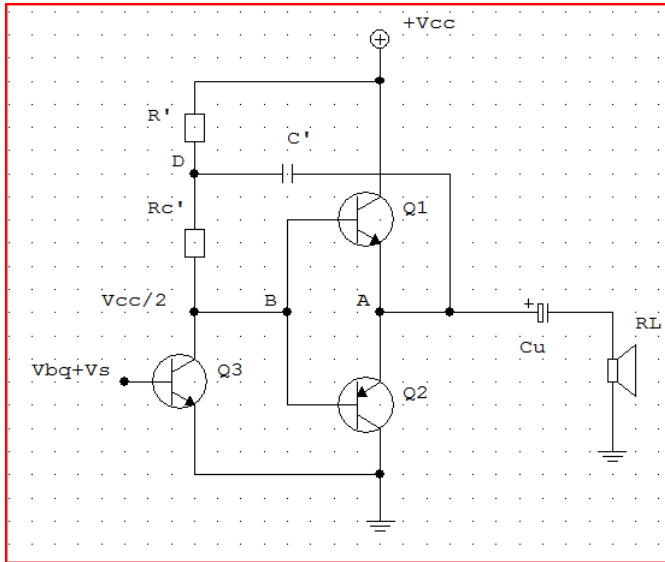 +Vcc
R'
C'
D
Q1
Rc'
Vcc/2
B
A
+
RL
Cu
Vbq+Vs
Q3
Q2